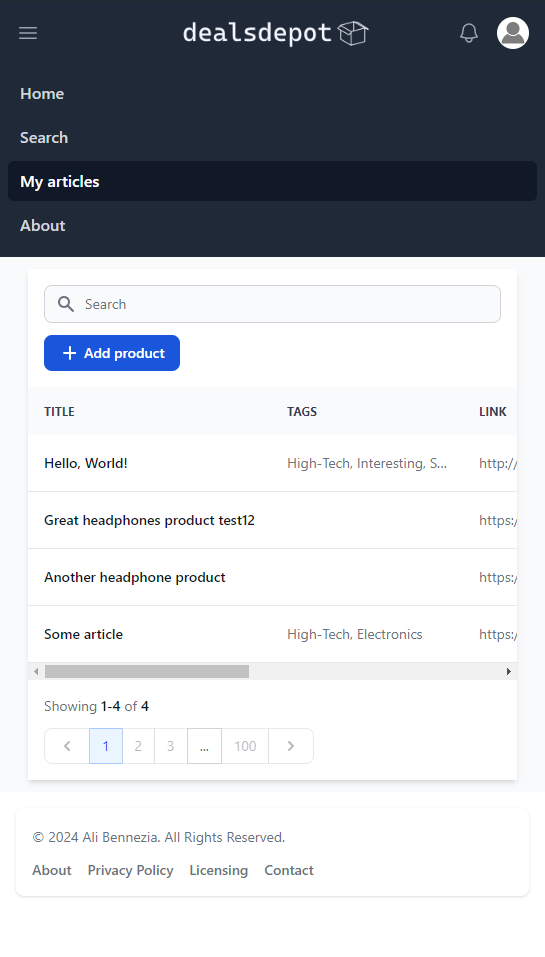 dealsdepot
Home
Search
My articles
About
Search
Add product
TITLE TAGS LINK
Hello, World! High-Tech, Interesting, S... http://
Great headphones product test12 https:/
Another headphone product https:/
Some article High-Tech, Electronics https:/
Showing 1-4 of 4
1 2 3 ... 100
© 2024 Ali Bennezia. All Rights Reserved.
About Privacy Policy Licensing Contact